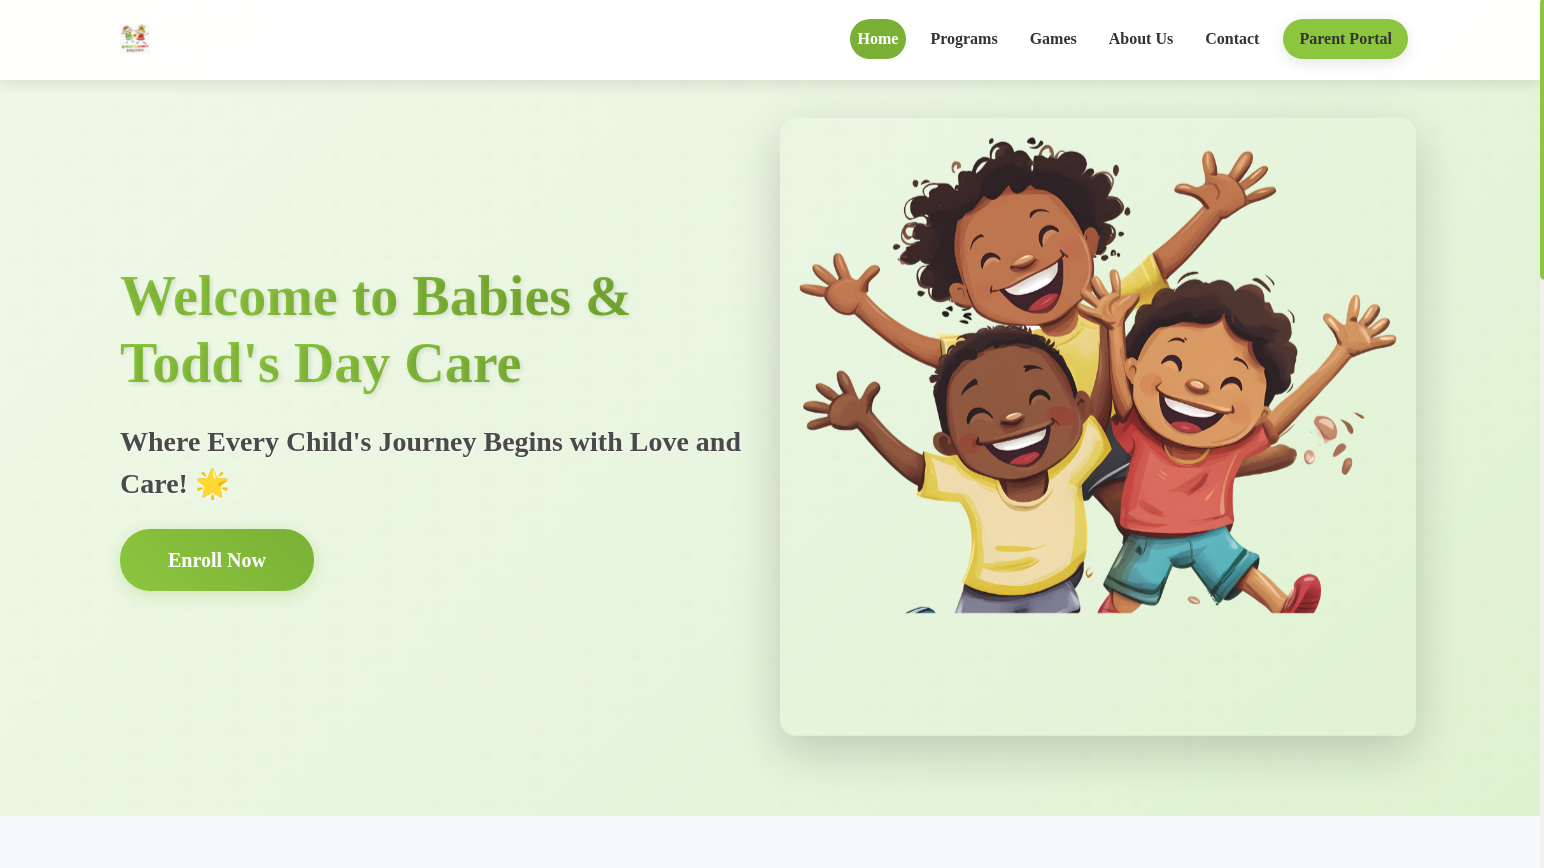 Home
Programs
Games
About Us
Contact
Parent Portal
Welcome to Babies &
Todd's Day Care
Where Every Child's Journey Begins with Love and
Care! 🌟
Enroll Now